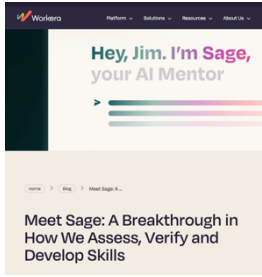 Workera
Platform Solutions Resources About Us
Hey, Jim. I'm Sage,
your AI Mentor
>
Home > Blog > Meet Sage: A ...
Meet Sage: A Breakthrough in
How We Assess, Verify and
Develop Skills